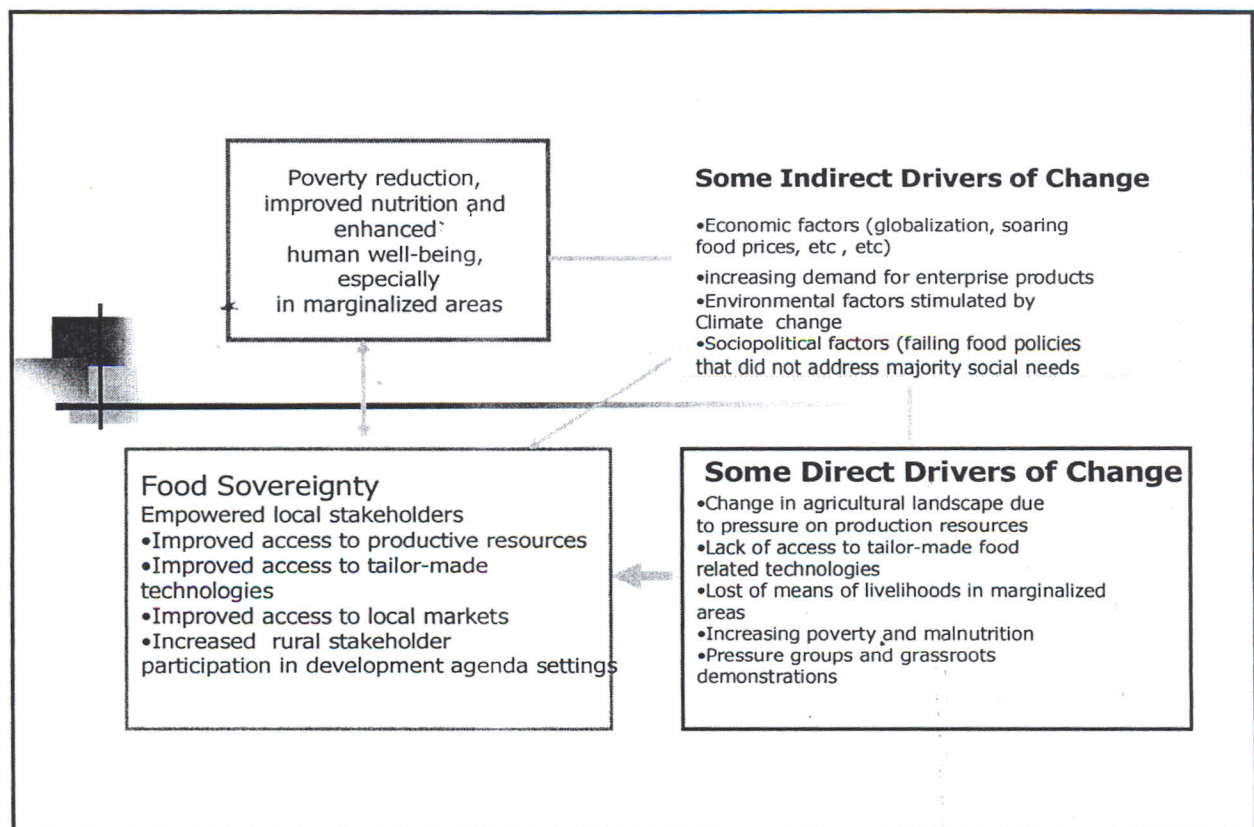 Poverty reduction,
improved nutrition and
enhanced
human well-being,
especially
in marginalized areas
Some Indirect Drivers of Change
•Economic factors (globalization, soaring
food prices, etc , etc)
•increasing demand for enterprise products
•Environmental factors stimulated by
Climate change
•Sociopolitical factors (failing food policies
that did not address majority social needs
Food Sovereignty
Empowered local stakeholders
•Improved access to productive resources
•Improved access to tailor-made
technologies
•Improved access to local markets
•Increased rural stakeholder
participation in development agenda settings
Some Direct Drivers of Change
•Change in agricultural landscape due
to pressure on production resources
•Lack of access to tailor-made food
related technologies
•Lost of means of livelihoods in marginalized
areas
•Increasing poverty and malnutrition
•Pressure groups and grassroots
demonstrations